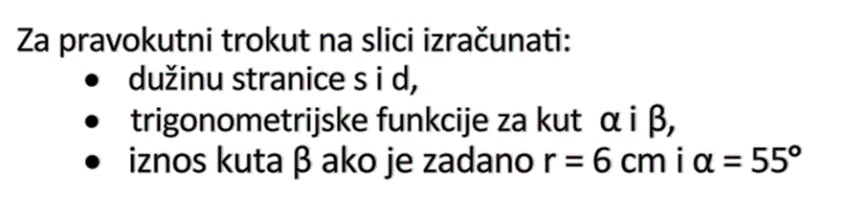 Za pravokutni trokut na slici izračunati:
• dužinu stranice s i d,
• trigonometrijske funkcije za kut α i β,
• iznos kuta β ako je zadano r = 6 cm i α = 55°